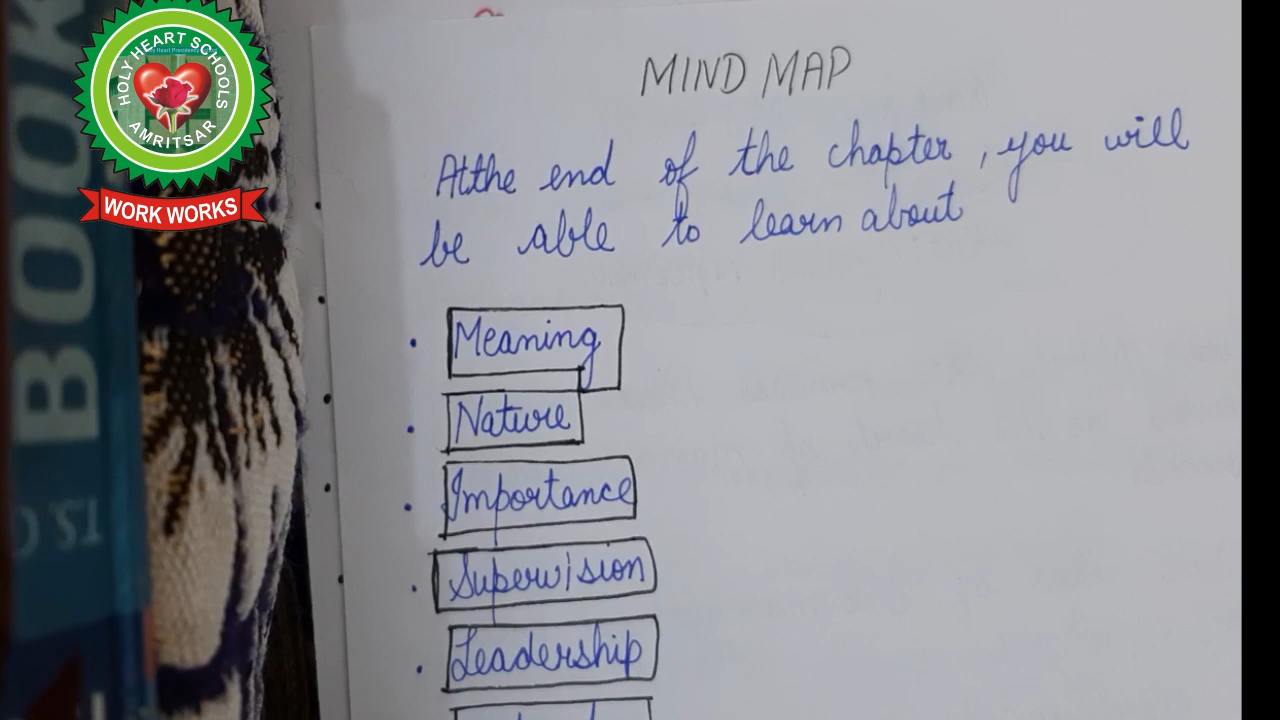 HOLY HEART SCHOOLS
AMRITSAR
WORK WORKS
BOOK
MIND MAP
Atthe end of the chapter, you will
be able to learn about
• Meaning
• Nature
• Importance
• Supervision
• Leadership